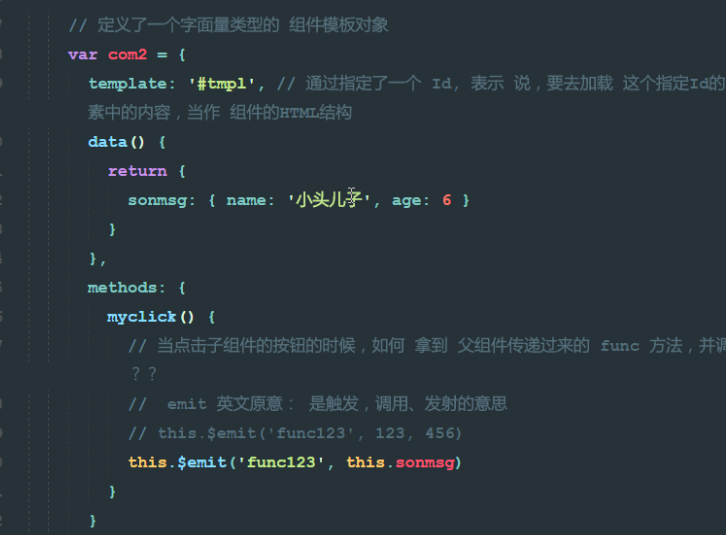 // 定义了一个字面量类型的 组件模板对象
var com2 = {
template: '#tmpl', // 通过指定了一个 Id, 表示 说，要去加载 这个指定Id的
素中的内容，当作 组件的HTML结构
data() {
return {
sonmsg: { name: '小头儿子', age: 6 }
}
},
methods: {
myclick() {
// 当点击子组件的按钮的时候，如何 拿到 父组件传递过来的 func 方法，并调
？？
// emit 英文原意： 是触发，调用、发射的意思
// this.$emit('func123', 123, 456)
this.$emit('func123', this.sonmsg)
}
}